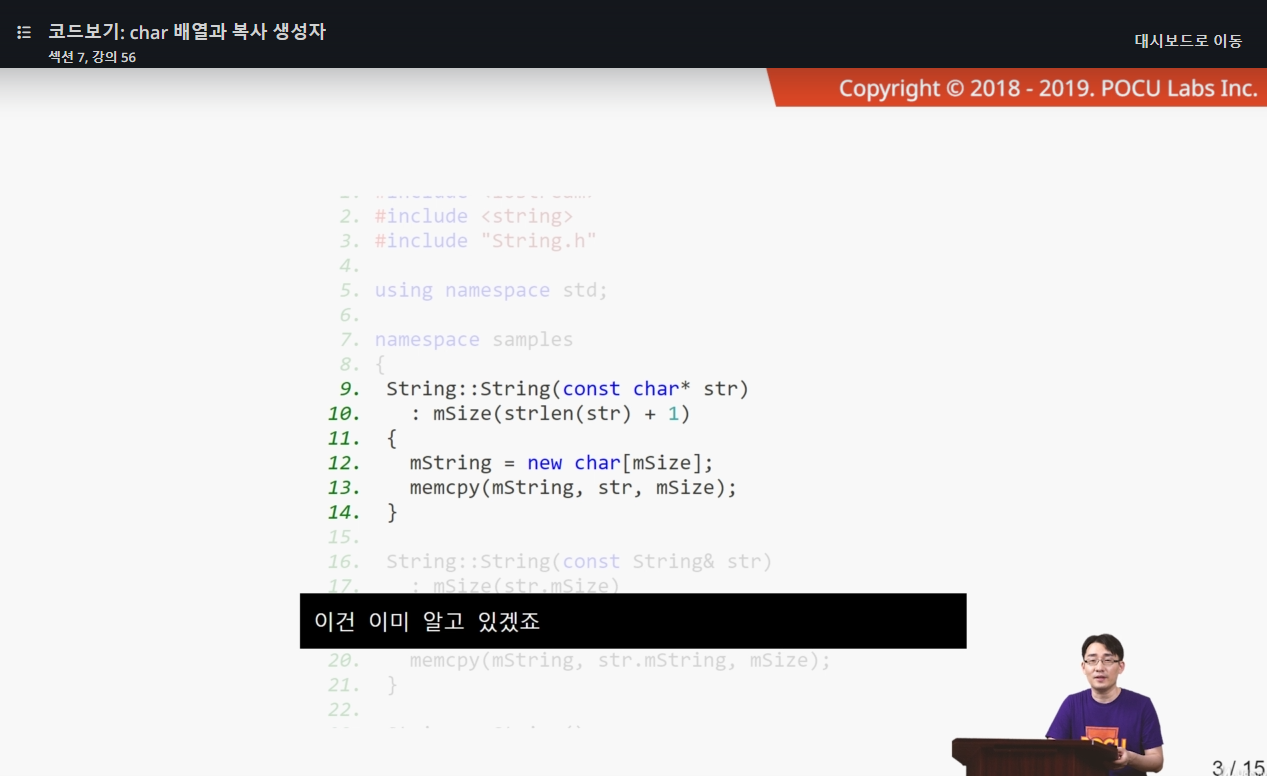 코드보기: char 배열과 복사 생성자
섹션 7, 강의 56
대시보드로 이동
Copyright © 2018 - 2019. POCU Labs Inc.
2. #include <string>
3. #include "String.h"
4.
5. using namespace std;
6.
7. namespace samples
8. {
9. String::String(const char* str)
10. : mSize(strlen(str) + 1)
11. {
12. mString = new char[mSize];
13. memcpy(mString, str, mSize);
14. }
15.
16. String::String(const String& str)
17. : mSize(str.mSize)
이건 이미 알고 있겠죠
20. memcpy(mString, str.mString, mSize);
21. }
22.
POCU
3 / 15